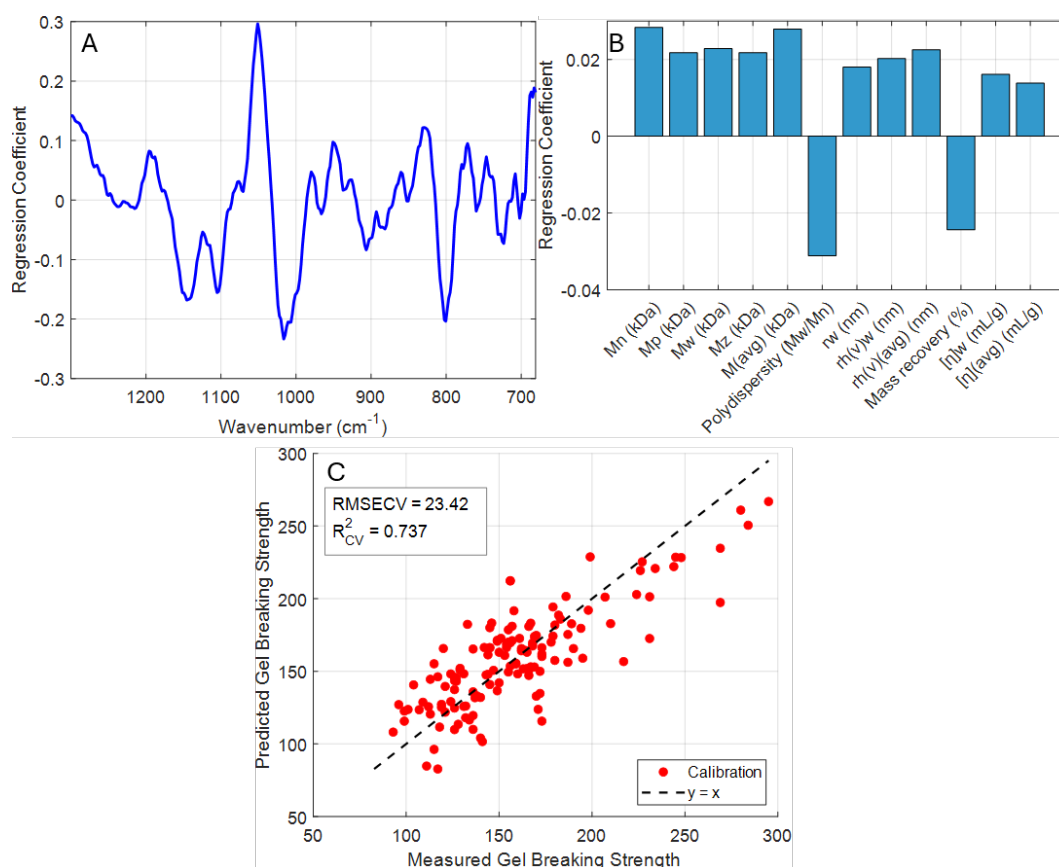 A
0.3
0.2
0.1
0
-0.1
-0.2
-0.3
Regression Coefficient
1200 1100 1000 900 800 700
Wavenumber (cm-1)
B
0.02
0
-0.02
-0.04
Regression Coefficient
Mn (kDa)
Mp (kDa)
Mw (kDa)
Mz (kDa)
M(avg) (kDa)
Polydispersity (Mw/Mn)
rw (nm)
rh(v)w (nm)
rh(v)(avg) (nm)
Mass recovery (%)
[n]w (mL/g)
[n](avg) (mL/g)
C
300
250
200
150
100
50
Predicted Gel Breaking Strength
RMSECV = 23.42
R²CV = 0.737
Calibration
y = x
50 100 150 200 250 300
Measured Gel Breaking Strength